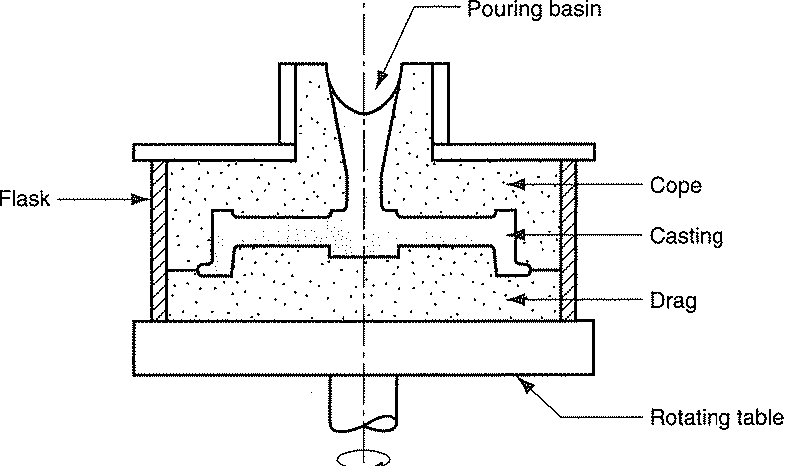 Pouring basin
Flask
Cope
Casting
Drag
Rotating table